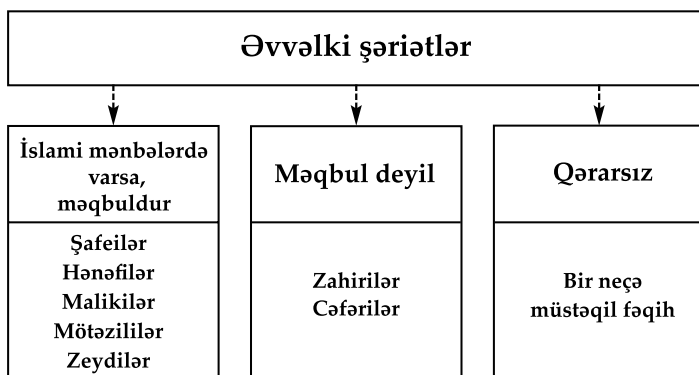 Əvvəlki şəriətlər
İslami mənbələrdə
varsa,
məqbuldur
Şafeilər
Hənəfilər
Malikilər
Mötəzililər
Zeydilər
Məqbul deyil
Zahirilər
Cəfərilər
Qərarsız
Bir neçə
müstəqil fəqih